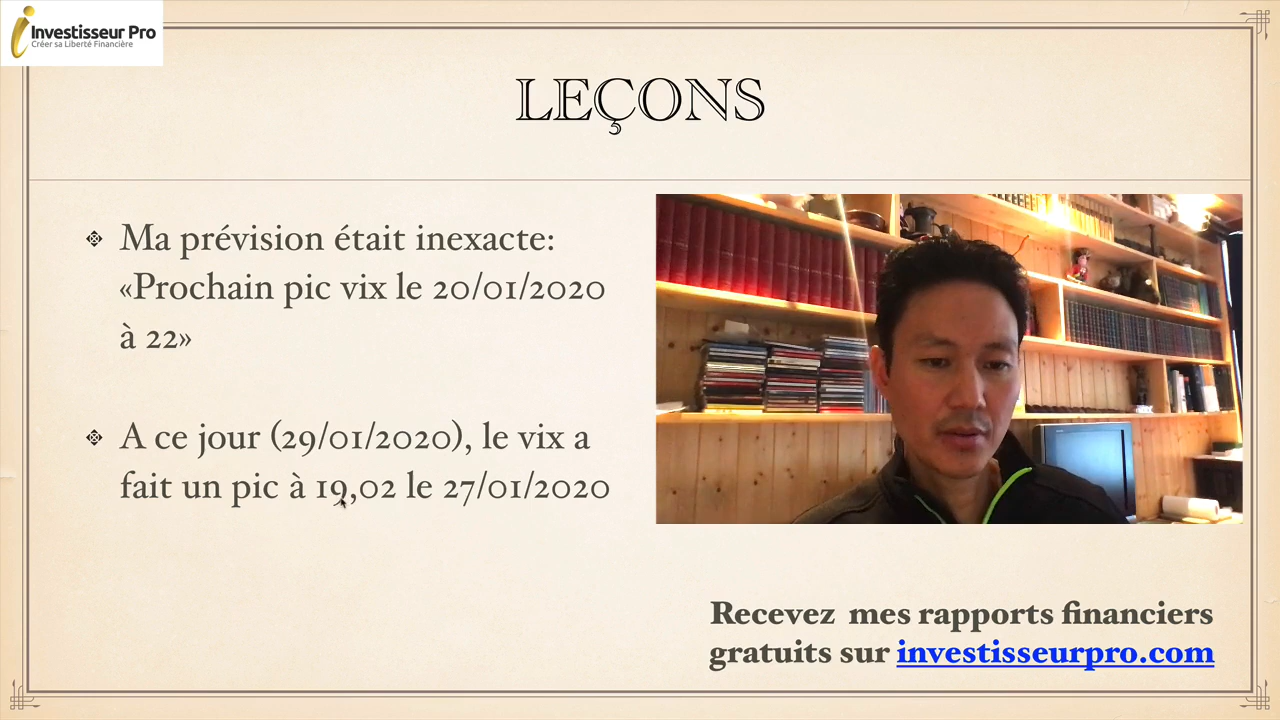 Investisseur Pro
Créer sa Liberté Financière
LEÇONS
Ma prévision était inexacte:
«Prochain pic vix le 20/01/2020
à 22»
A ce jour (29/01/2020), le vix a
fait un pic à 19,02 le 27/01/2020
Recevez mes rapports financiers
gratuits sur investisseurpro.com